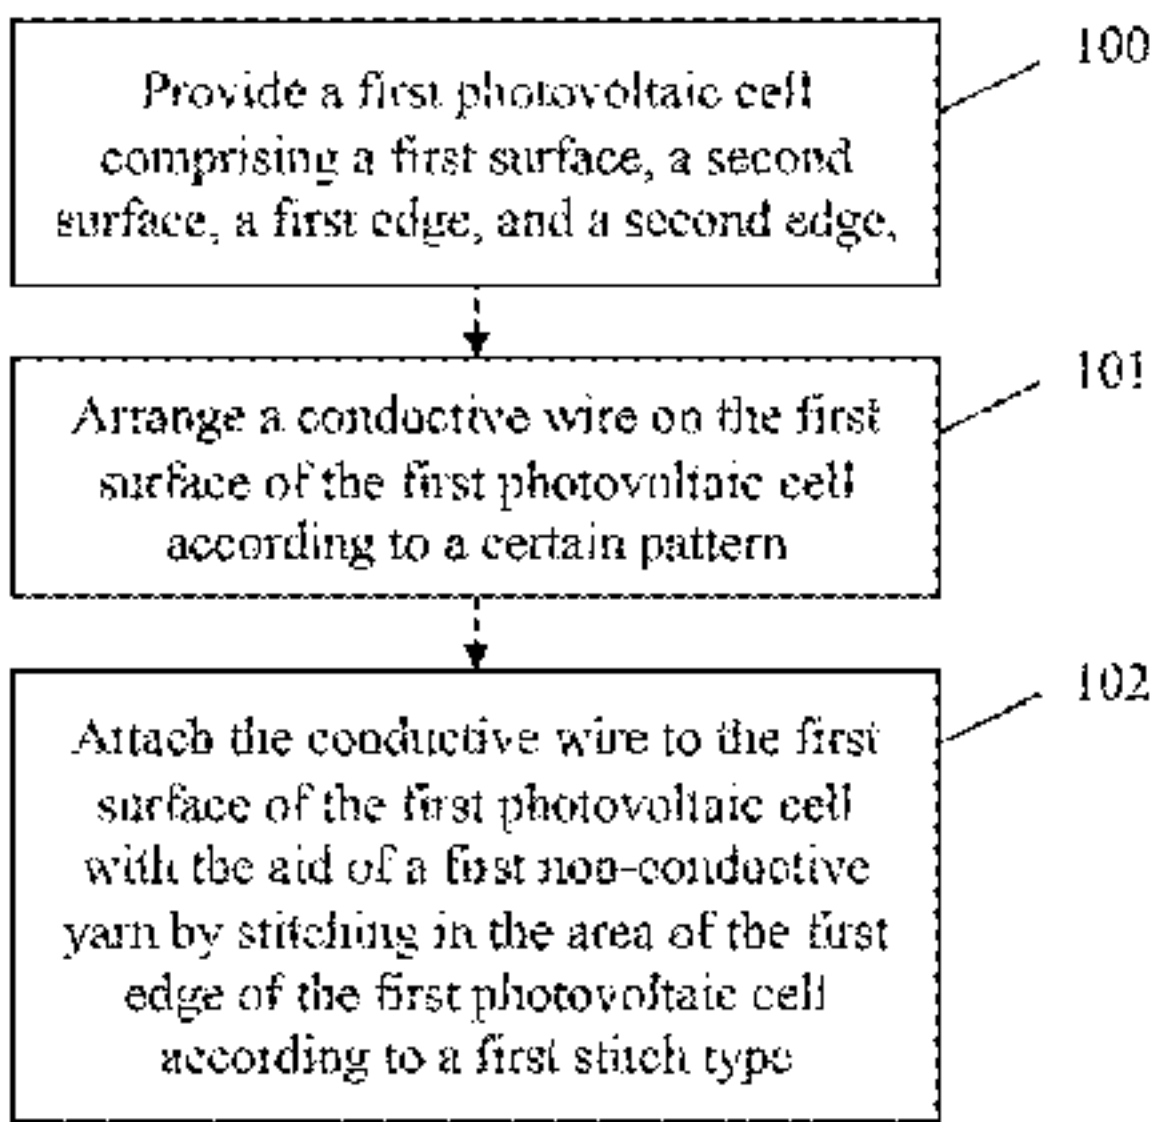 100
Provide a first photovoltaic cell
comprising a first surface, a second
surface, a first edge, and a second edge,
101
Arrange a conductive wire on the first
surface of the first photovoltaic cell
according to a certain pattern
102
Attach the conductive wire to the first
surface of the first photovoltaic cell
with the aid of a first non-conductive
yarn by stitching in the area of the first
edge of the first photovoltaic cell
according to a first stitch type